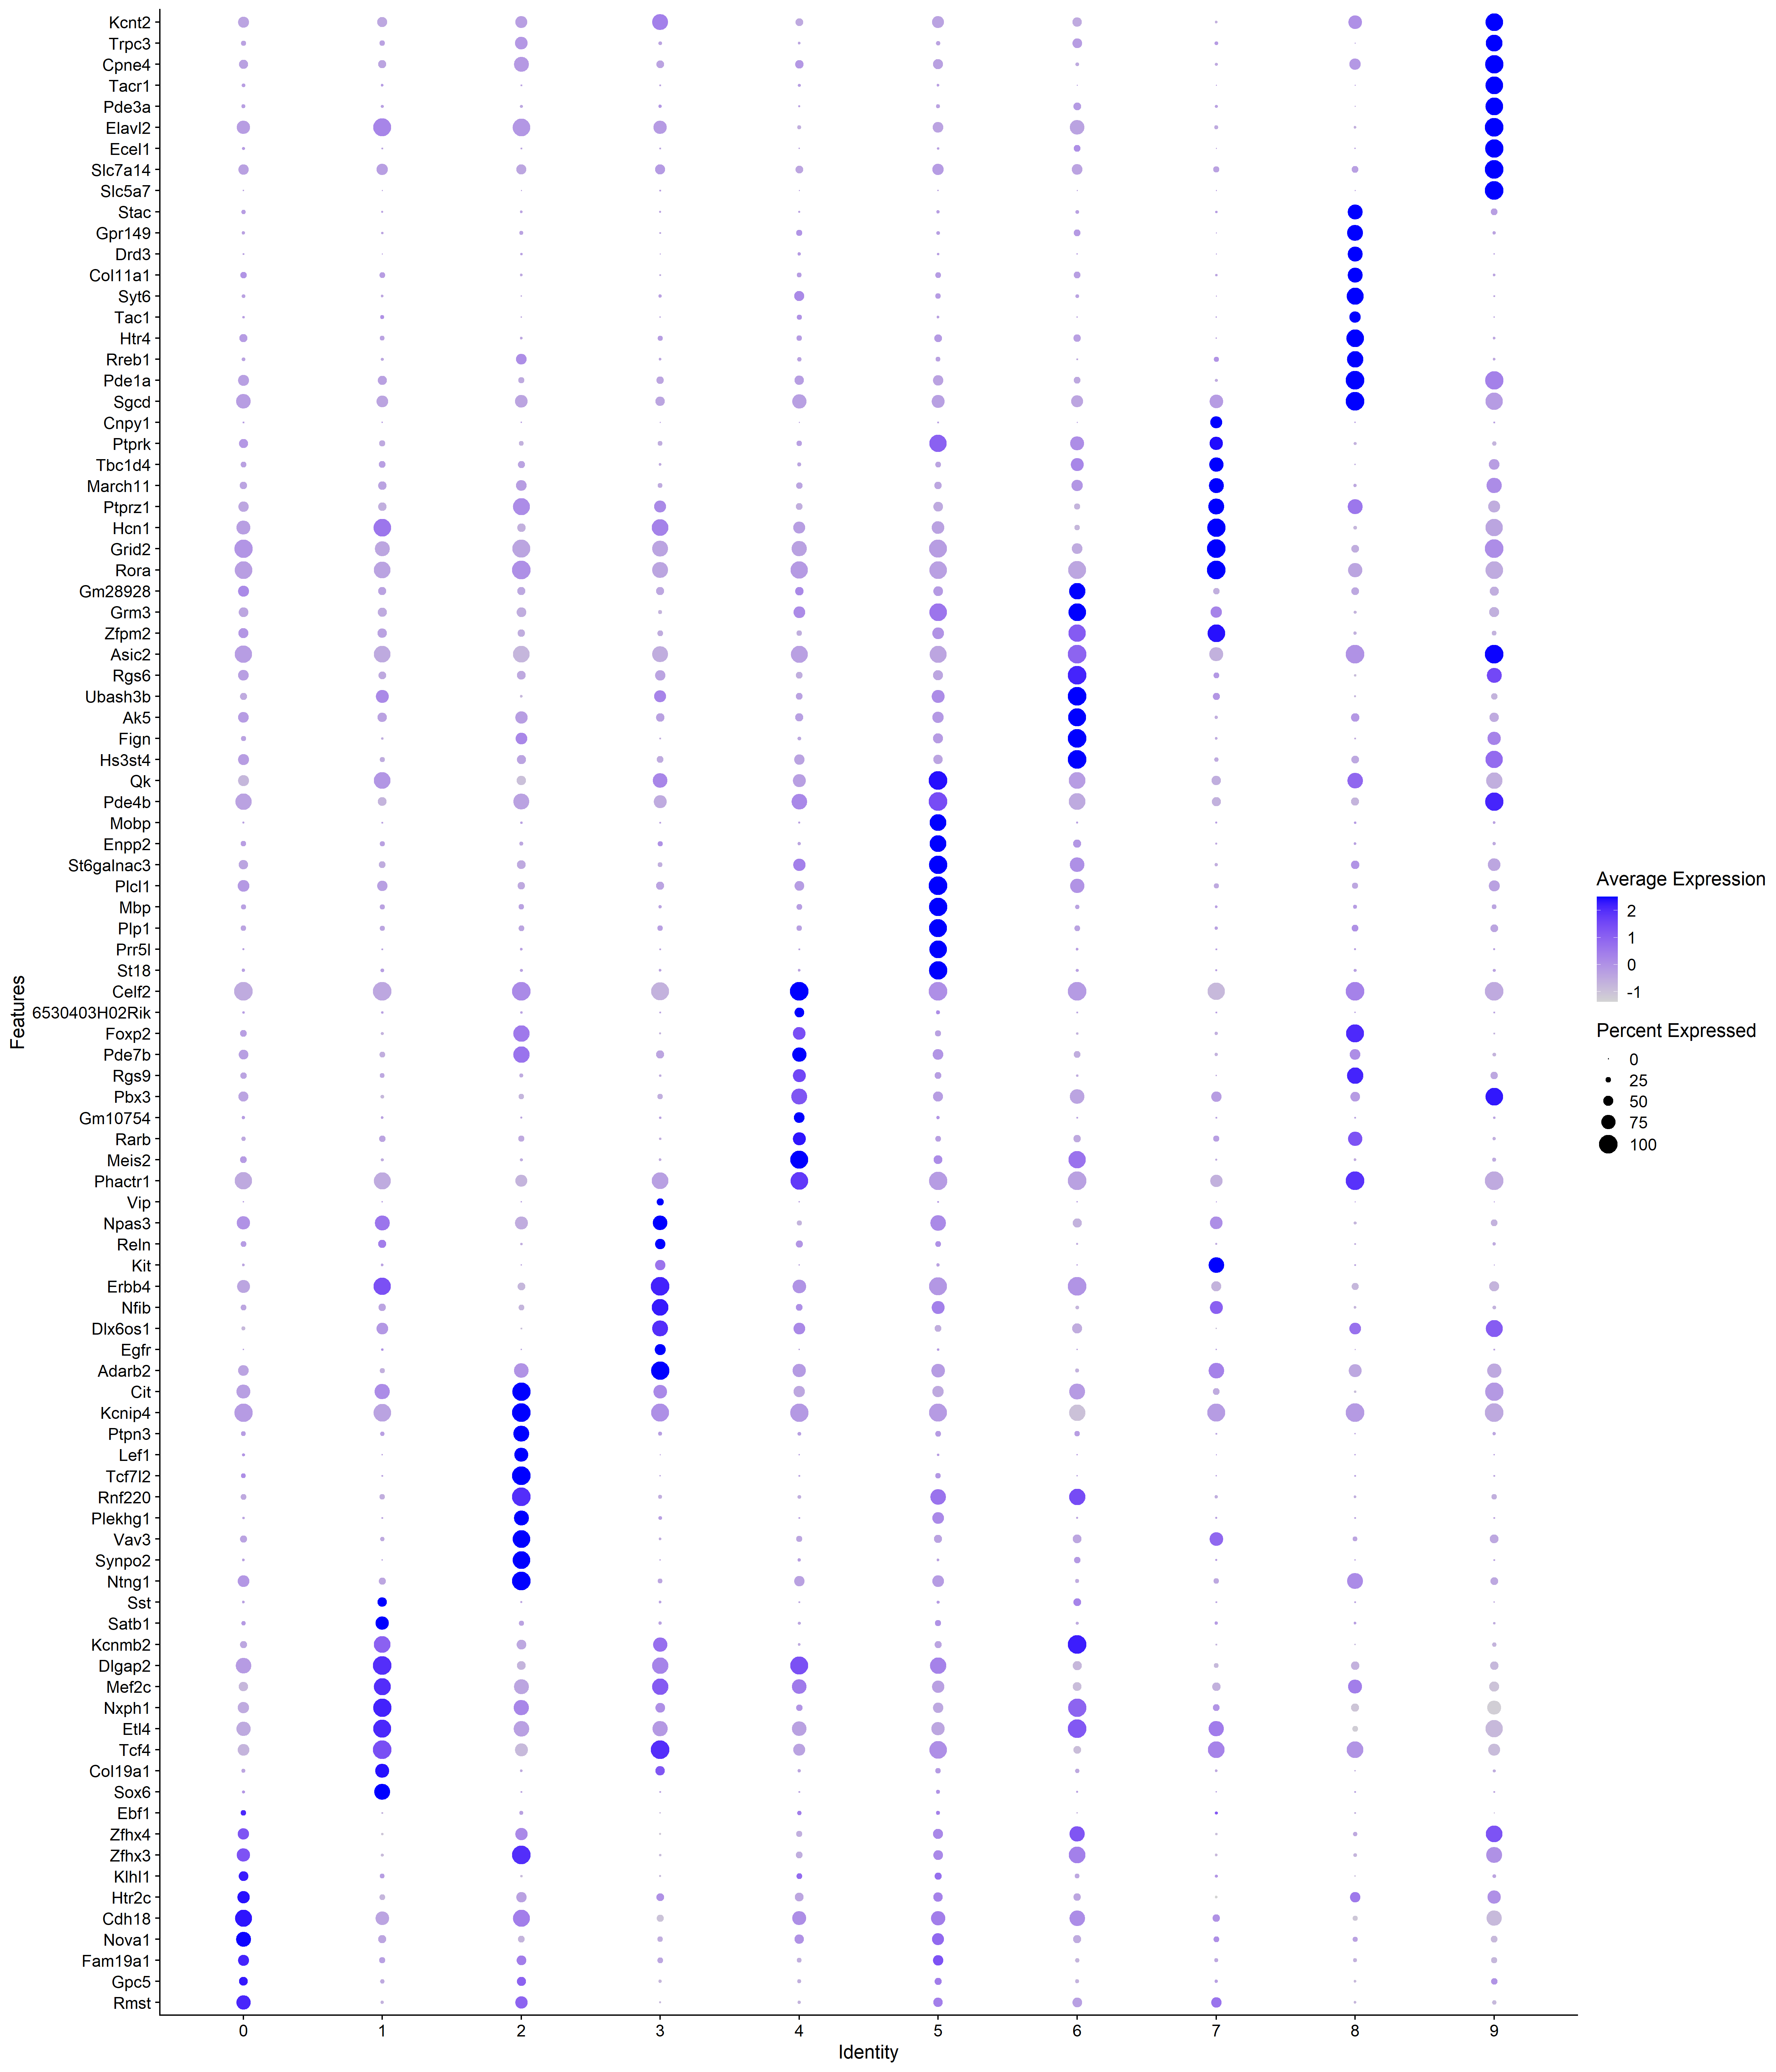 Kcnt2
Trpc3
Cpne4
Tacr1
Pde3a
Elavl2
Ecel1
Slc7a14
Slc5a7
Stac
Gpr149
Drd3
Col11a1
Syt6
Tac1
Htr4
Rreb1
Pde1a
Sgcd
Cnpy1
Ptprk
Tbc1d4
March11
Ptprz1
Hcn1
Grid2
Rora
Gm28928
Grm3
Zfpm2
Asic2
Rgs6
Ubash3b
Ak5
Fign
Hs3st4
Qk
Pde4b
Mobp
Enpp2
St6galnac3
Plcl1
Mbp
Plp1
Prr5l
St18
Celf2
6530403H02Rik
Foxp2
Pde7b
Rgs9
Pbx3
Gm10754
Rarb
Meis2
Phactr1
Vip
Npas3
Reln
Kit
Erbb4
Nfib
Dlx6os1
Egfr
Adarb2
Cit
Kcnip4
Ptpn3
Lef1
Tcf7l2
Rnf220
Plekhg1
Vav3
Synpo2
Ntng1
Sst
Satb1
Kcnmb2
Dlgap2
Mef2c
Nxph1
Etl4
Tcf4
Col19a1
Sox6
Ebf1
Zfhx4
Zfhx3
Klhl1
Htr2c
Cdh18
Nova1
Fam19a1
Gpc5
Rmst
Features
0 1 2 3 4 5 6 7 8 9
Identity
Average Expression
2
1
0
-1
Percent Expressed
0
25
50
75
100